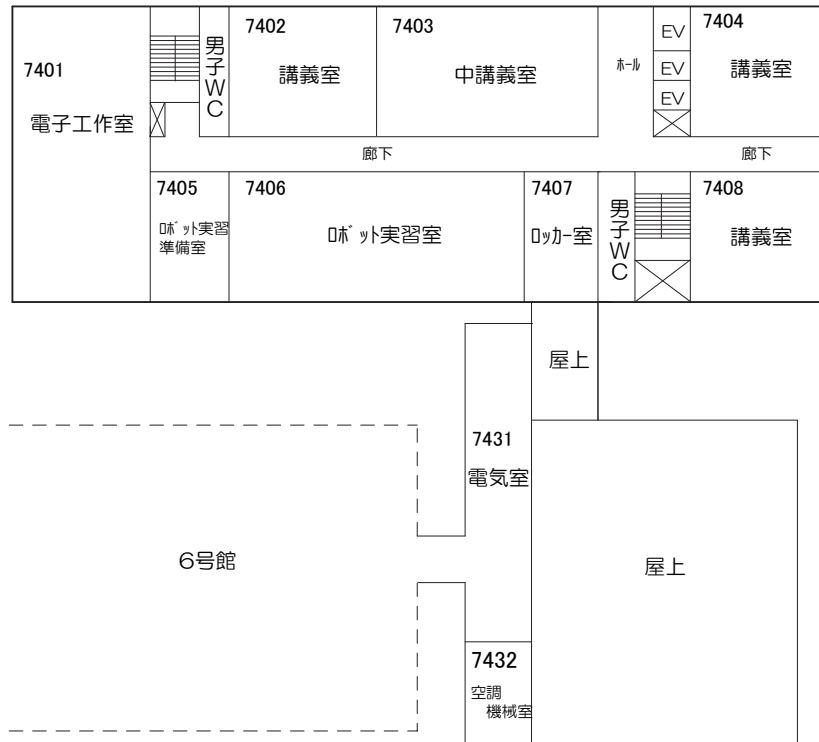 7401
電子工作室
男子WC
7402
講義室
7403
中講義室
ホール
EV
EV
EV
7404
講義室
廊下
廊下
7405
ロボット実習
準備室
7406
ロボット実習室
7407
ロッカー室
男子WC
7408
講義室
屋上
7431
電気室
6号館
屋上
7432
空調
機械室